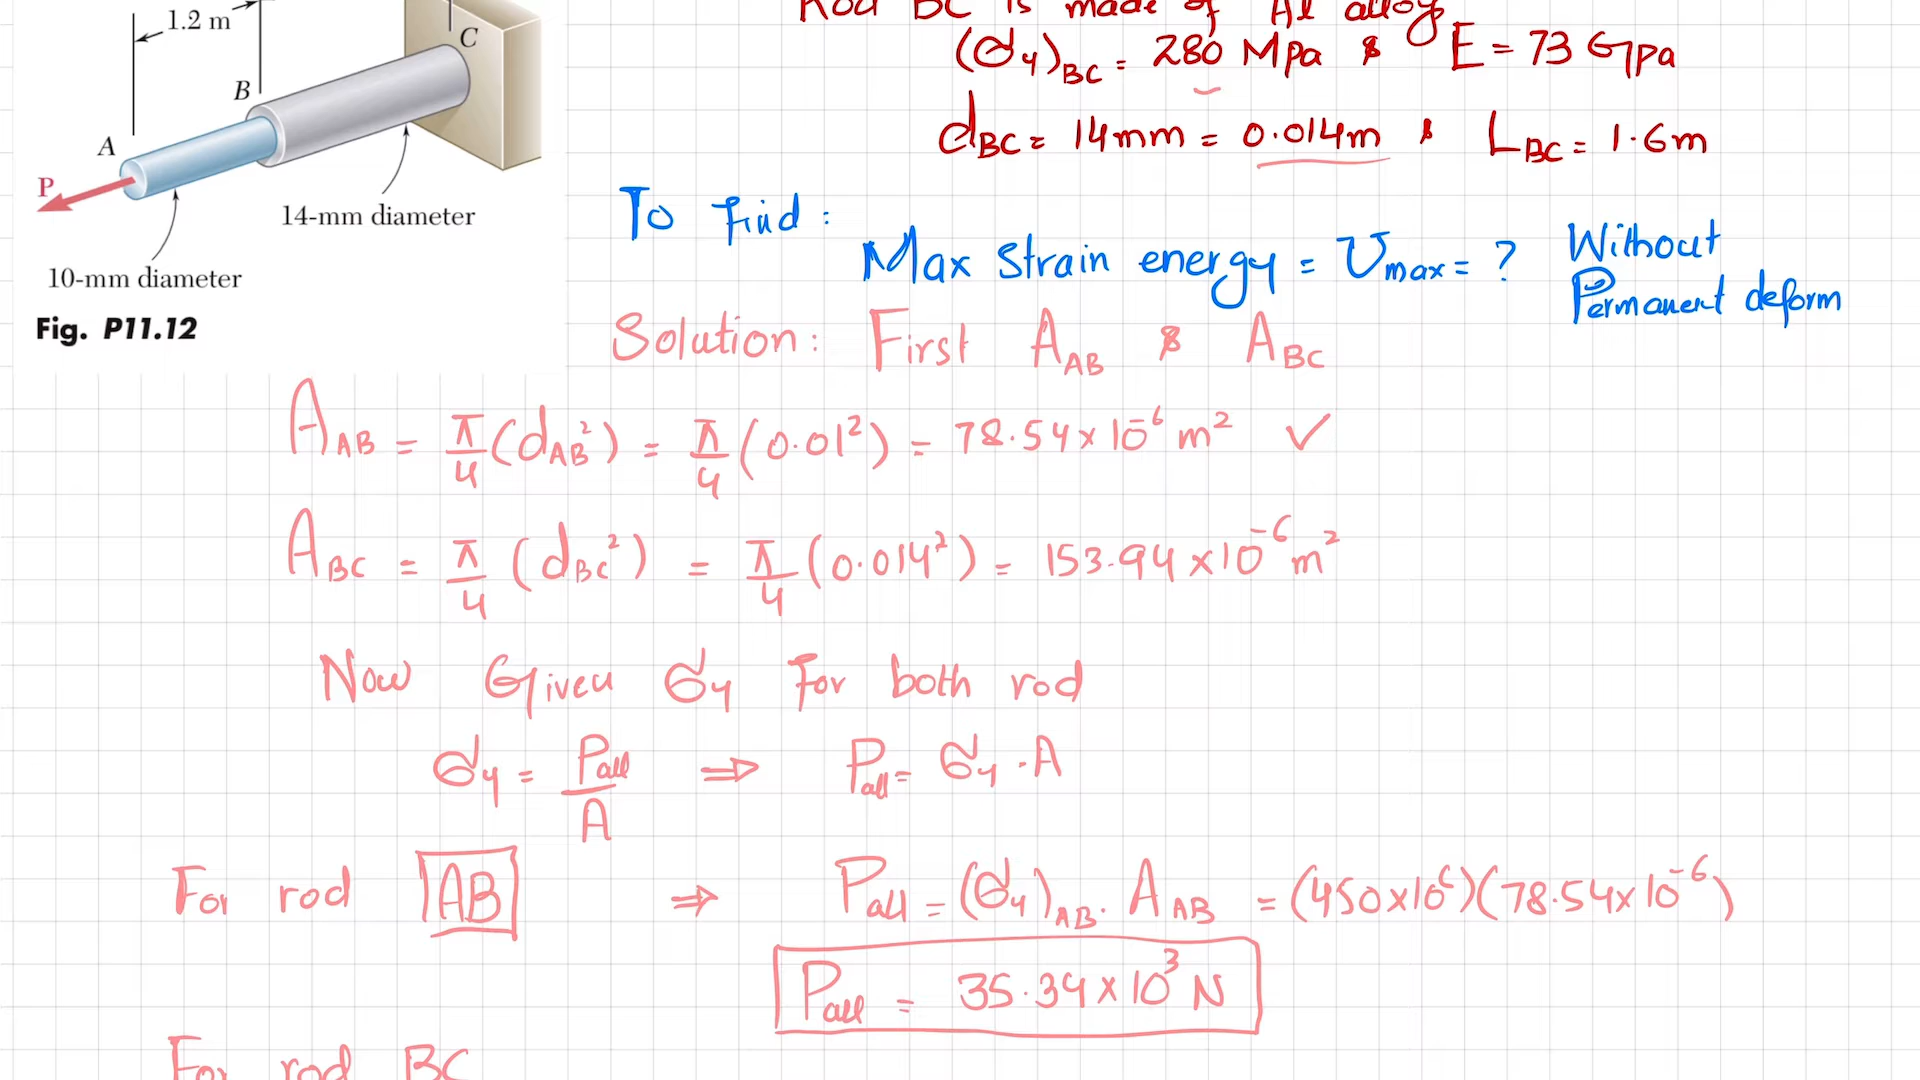 1.2 m
C
B
A
P
14-mm diameter
10-mm diameter
Fig. P11.12
Rod BC is made of Al alloy
(σy)BC = 280 MPa & E = 73 GPa
dBC = 14mm = 0.014m & LBC = 1.6m
To Find :
Max Strain energy = Umax = ? Without
Permanent deform
Solution: First AAB & ABC
AAB = π/4 (dAB²) = π/4 (0.01²) = 78.54 × 10⁻⁶ m² ✓
ABC = π/4 (dBC²) = π/4 (0.014²) = 153.94 × 10⁻⁶ m²
Now Given σy For both rod
σy = Pall/A ⇒ Pall = σy · A
For rod AB ⇒ Pall = (σy)AB · AAB = (450×10⁶)(78.54×10⁻⁶)
Pall = 35.34 × 10³ N
For rod BC